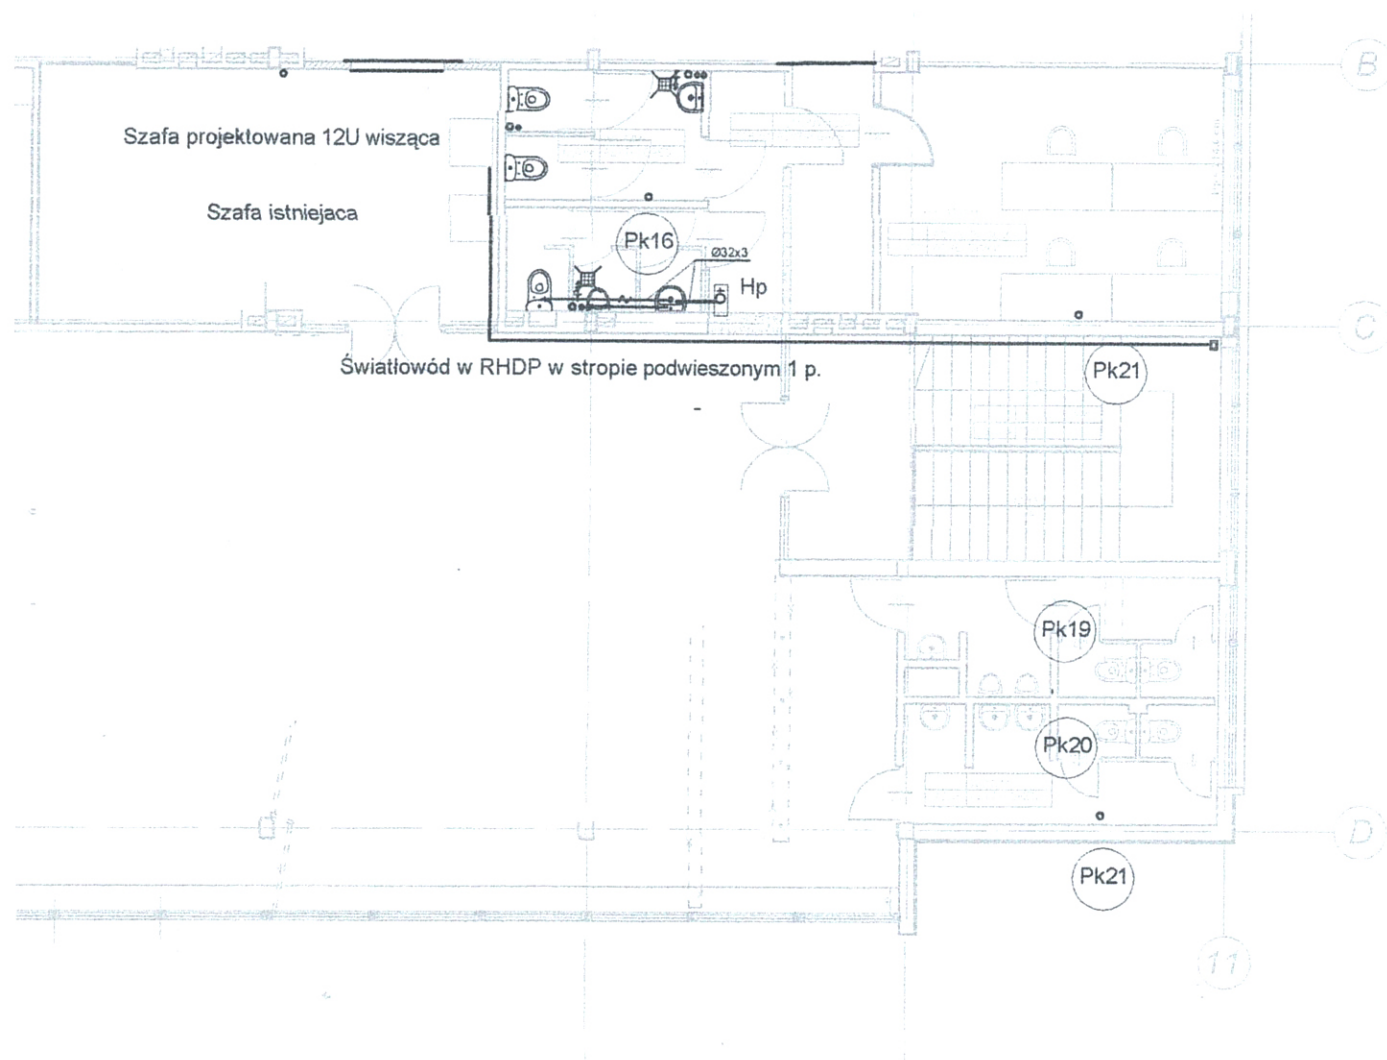 B
Szafa projektowana 12U wisząca
Szafa istniejaca
Pk16
Ø32x3
Hp
C
Światłowód w RHDP w stropie podwieszonym 1 p.
Pk21
Pk19
Pk20
D
Pk21
11